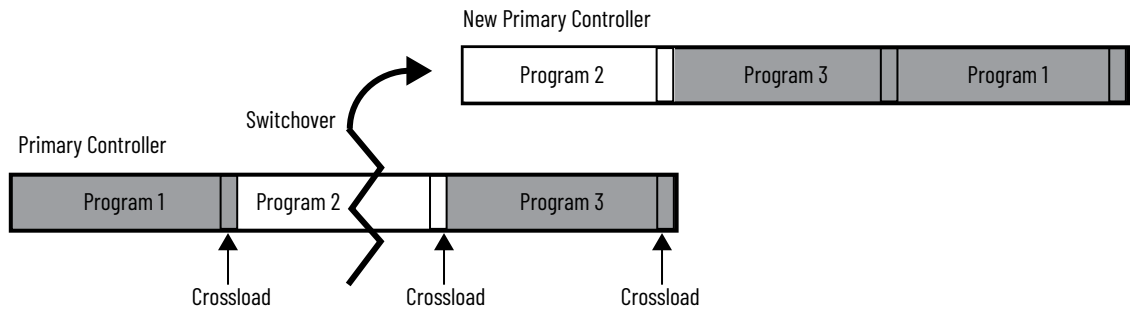 New Primary Controller
Program 2
Program 3
Program 1
Switchover
Primary Controller
Program 1
Program 2
Program 3
Crossload
Crossload
Crossload